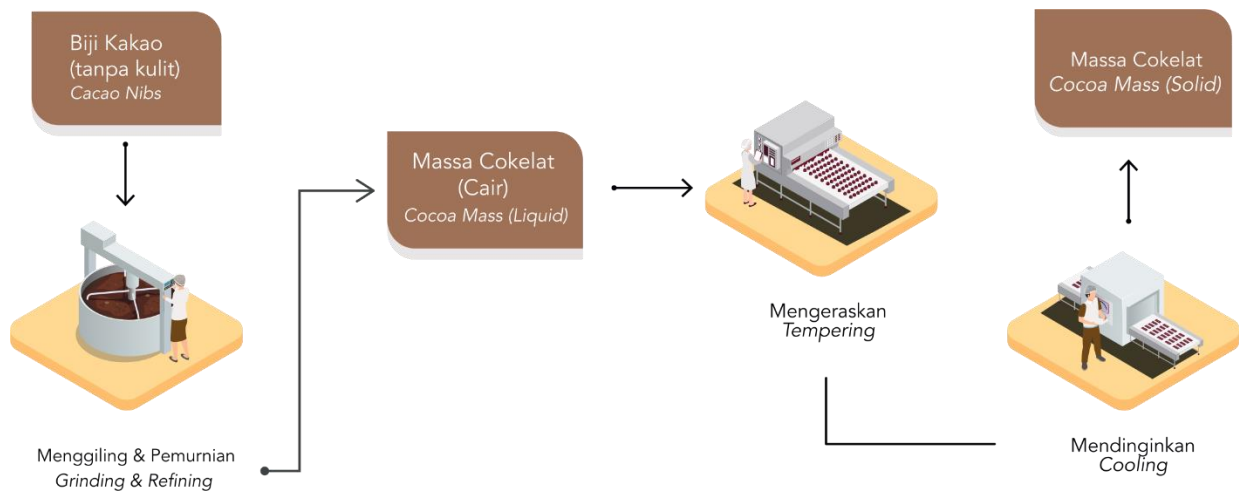 Biji Kakao
(tanpa kulit)
Cacao Nibs
Menggiling & Pemurnian
Grinding & Refining
Massa Cokelat
(Cair)
Cocoa Mass (Liquid)
Mengeraskan
Tempering
Mendinginkan
Cooling
Massa Cokelat
Cocoa Mass (Solid)